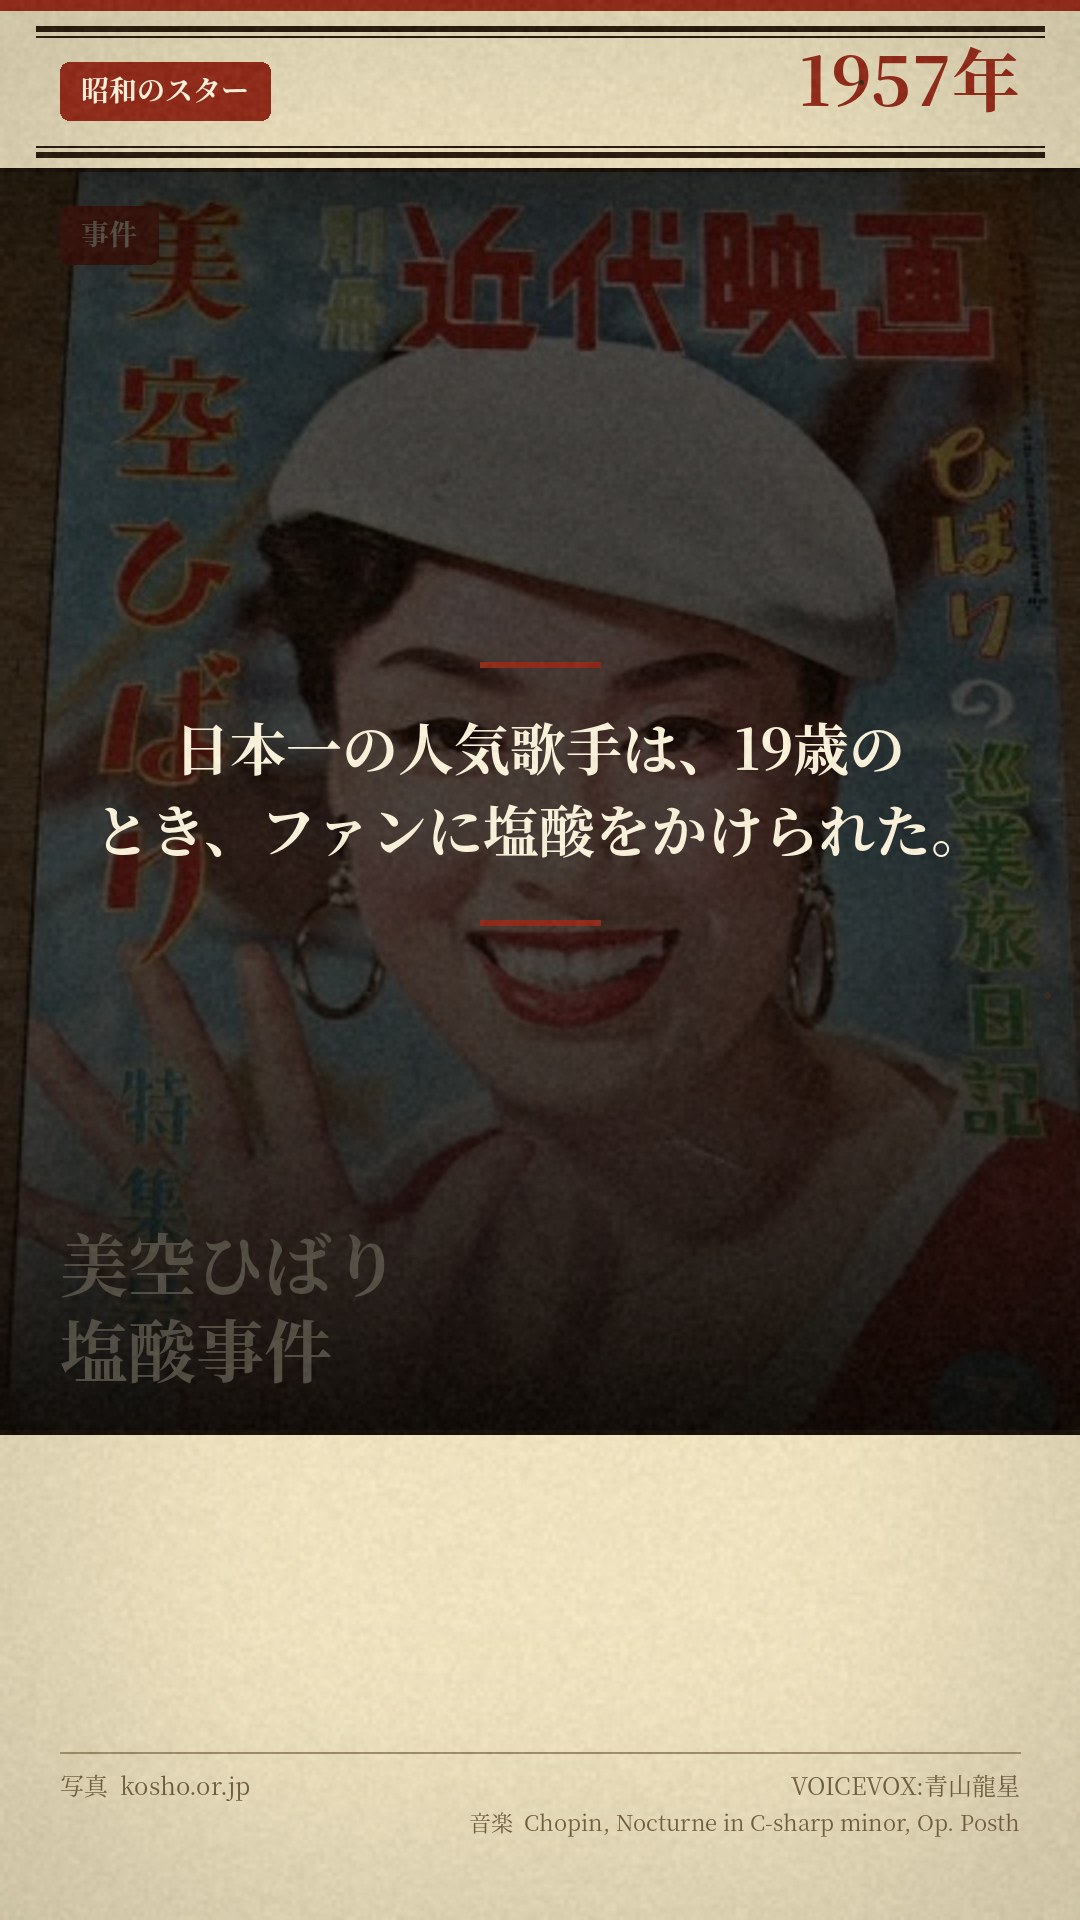 昭和のスター
1957年
事件
美空ひばり
別冊
近代映画
ひばりの巡業旅日記
日本一の人気歌手は、19歳の
とき、ファンに塩酸をかけられた。
特集
美空ひばり
塩酸事件
写真 kosho.or.jp
VOICEVOX:青山龍星
音楽 Chopin, Nocturne in C-sharp minor, Op. Posth